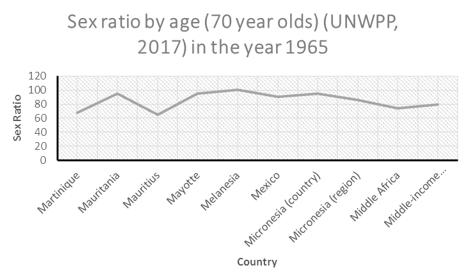 Sex ratio by age (70 year olds) (UNWPP,
2017) in the year 1965
120
100
80
60
40
20
0
Sex Ratio
Martinique
Mauritania
Mauritius
Mayotte
Melanesia
Mexico
Micronesia (country)
Micronesia (region)
Middle Africa
Middle-income...
Country